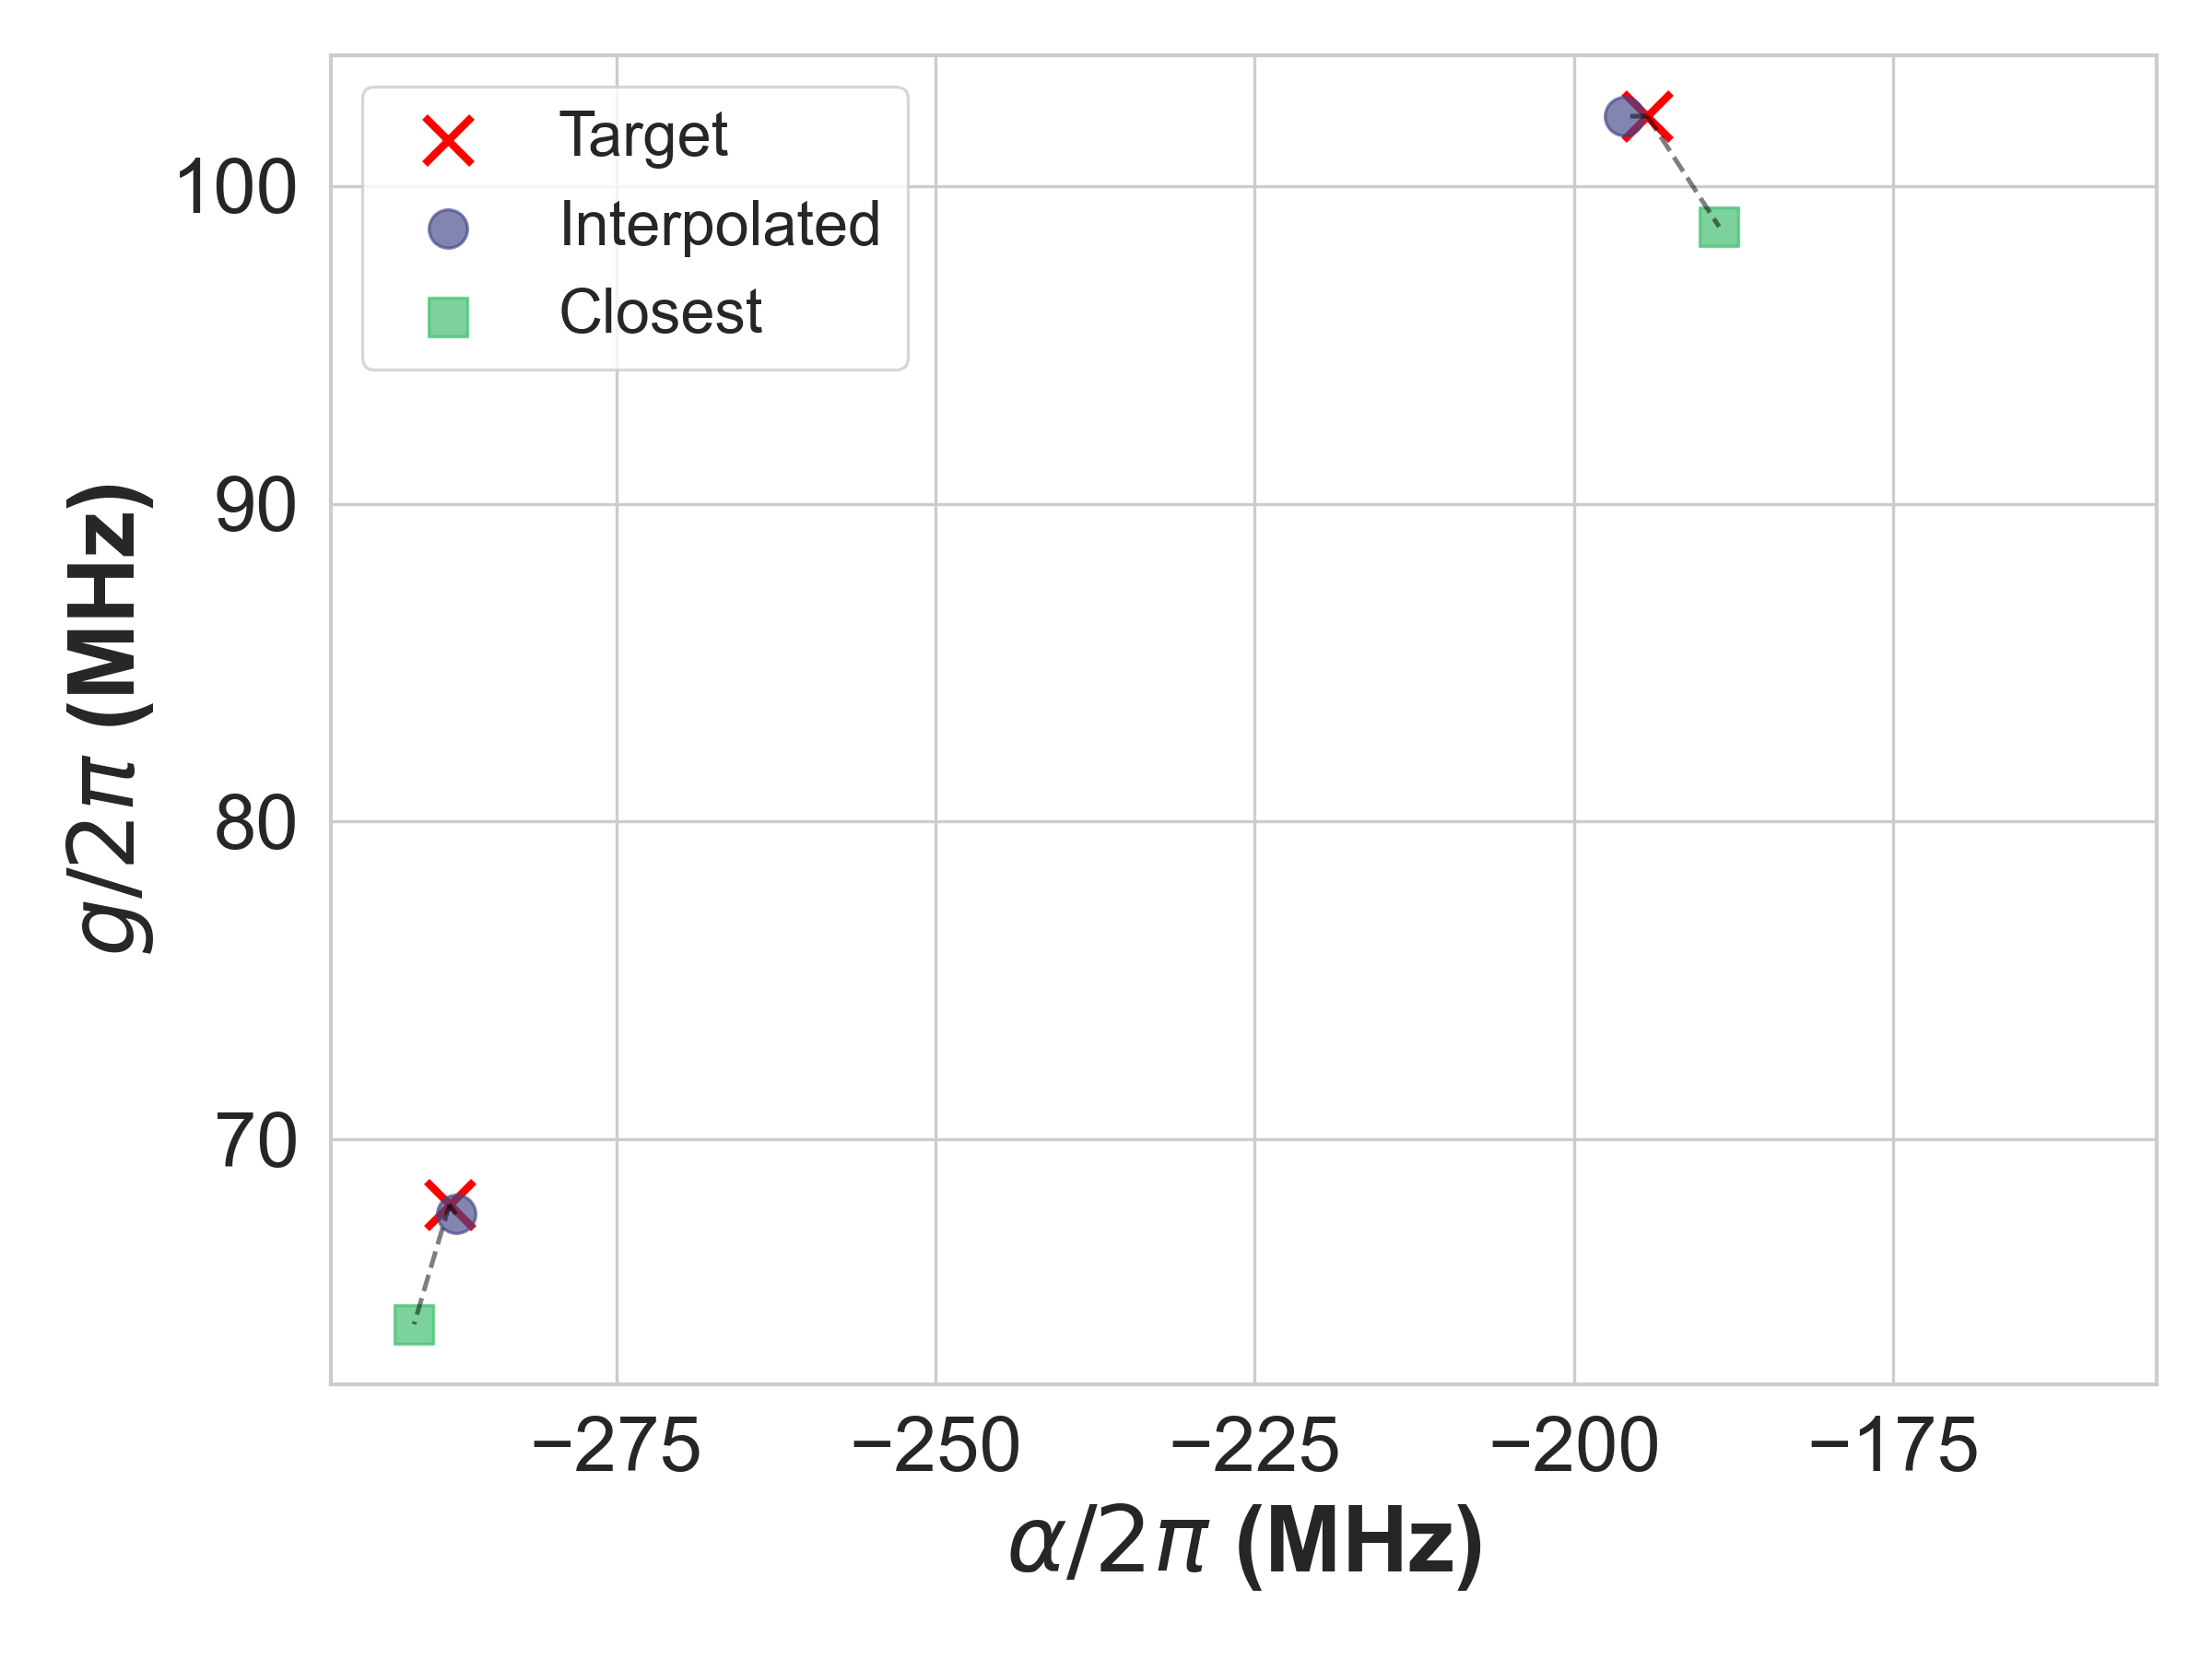 Target
Interpolated
Closest
100
90
80
70
g/2π (MHz)
−275
−250
−225
−200
−175
α/2π (MHz)